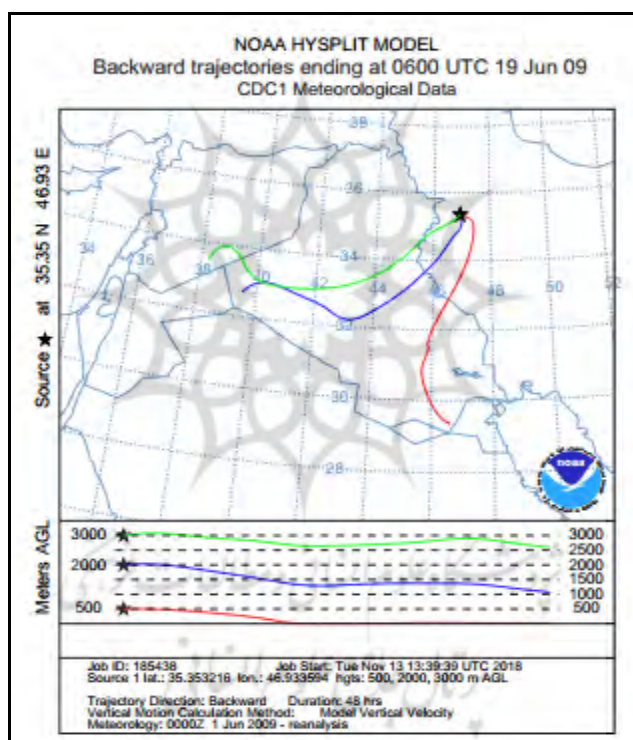 NOAA HYSPLIT MODEL
Backward trajectories ending at 0600 UTC 19 Jun 09
CDC1 Meteorological Data
Source ★ at 35.35 N 46.93 E
38
36
34 36 38 40 42 44 34 46 48 50 52
32
30
28
noaa
Meters AGL
3000 3000
2500
2000 2000
1500
1000
500 500
Job ID: 185438 Job Start: Tue Nov 13 13:39:39 UTC 2018
Source 1 lat.: 35.353216 lon.: 46.933594 hgts: 500, 2000, 3000 m AGL
Trajectory Direction: Backward Duration: 48 hrs
Vertical Motion Calculation Method: Model Vertical Velocity
Meteorology: 0000Z 1 Jun 2009 - reanalysis